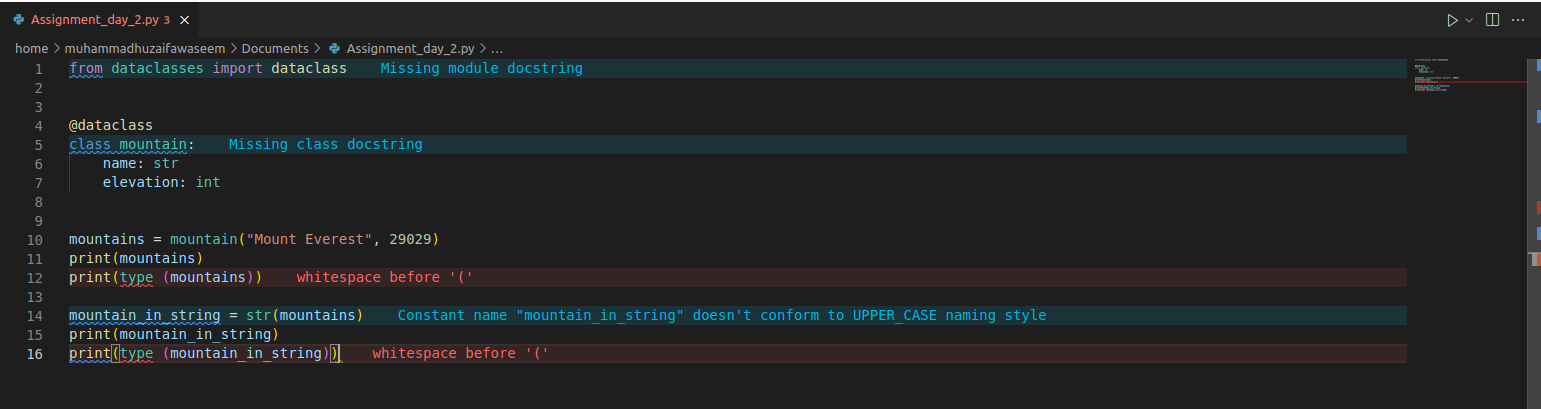 Assignment_day_2.py 3 ×
home > muhammadhuzaifawaseem > Documents > Assignment_day_2.py > ...
1 from dataclasses import dataclass Missing module docstring
2
3
4 @dataclass
5 class mountain: Missing class docstring
6     name: str
7     elevation: int
8
9
10 mountains = mountain("Mount Everest", 29029)
11 print(mountains)
12 print(type (mountains)) whitespace before '('
13
14 mountain_in_string = str(mountains) Constant name "mountain_in_string" doesn't conform to UPPER_CASE naming style
15 print(mountain_in_string)
16 print(type (mountain_in_string)) whitespace before '('